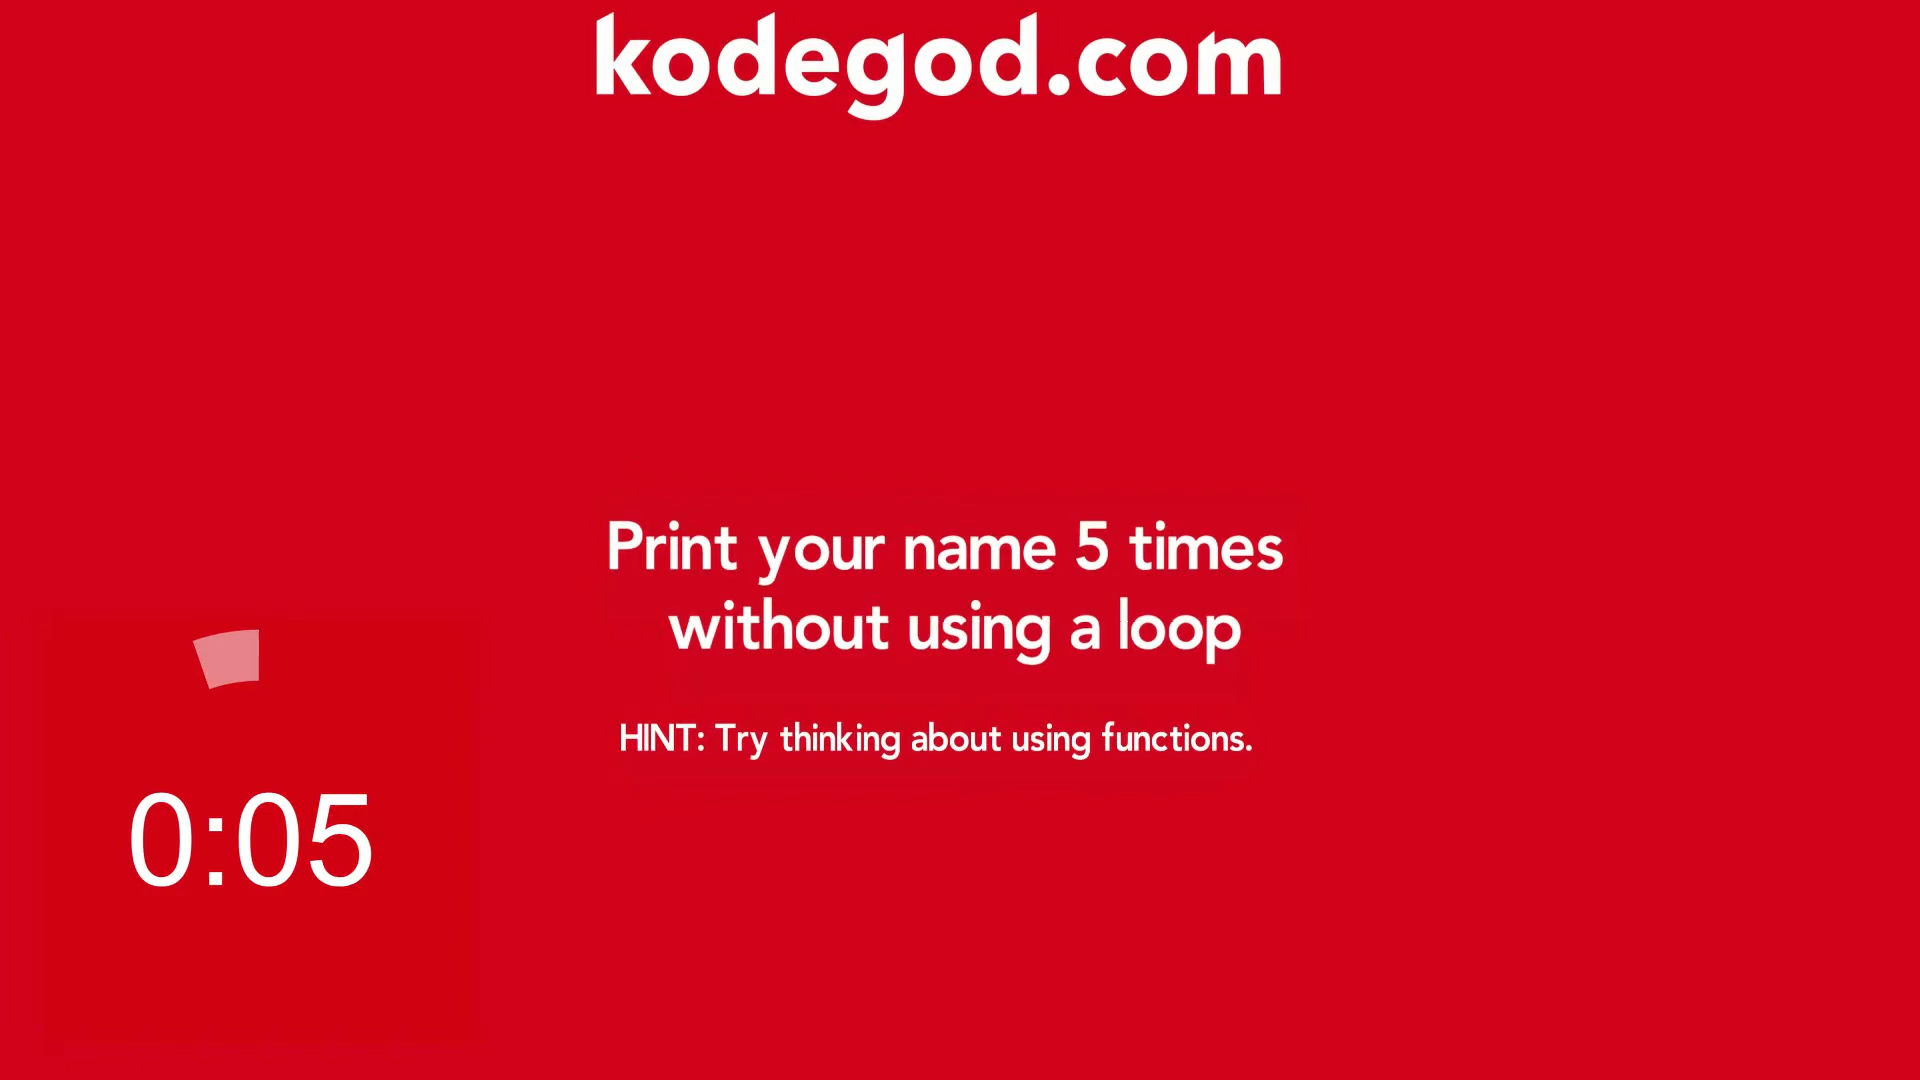 kodegod.com
Print your name 5 times
without using a loop
HINT: Try thinking about using functions.
0:05